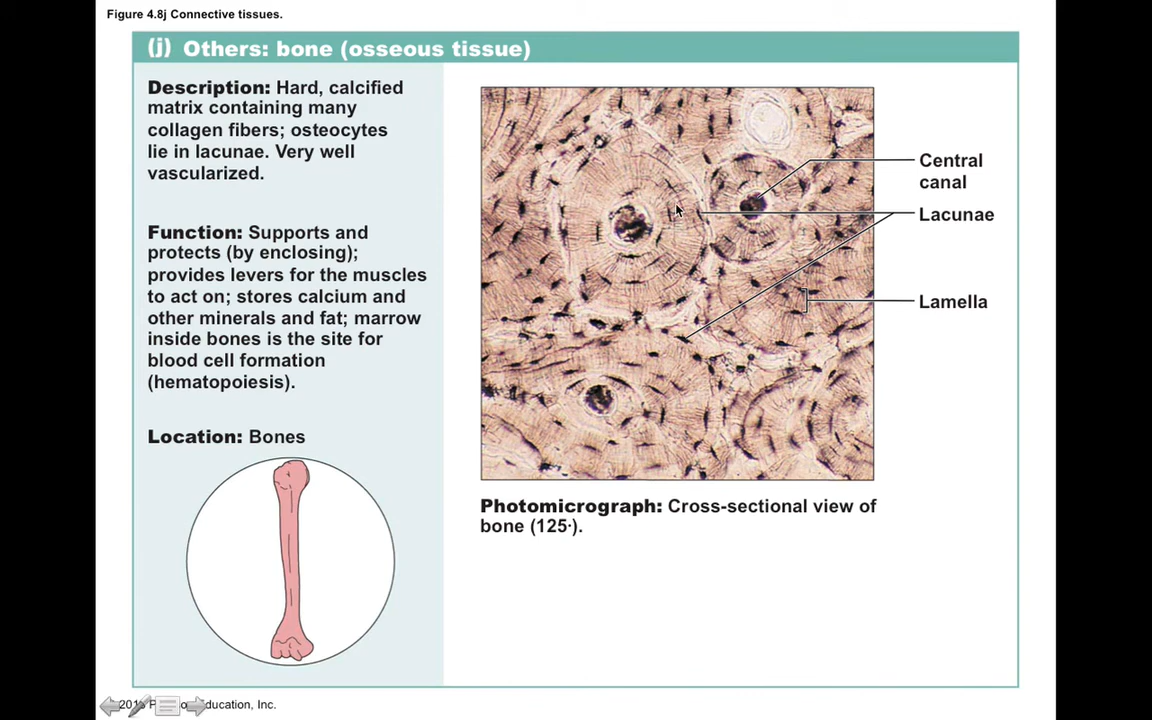 Figure 4.8j Connective tissues.
(j) Others: bone (osseous tissue)
Description: Hard, calcified
matrix containing many
collagen fibers; osteocytes
lie in lacunae. Very well
vascularized.
Function: Supports and
protects (by enclosing);
provides levers for the muscles
to act on; stores calcium and
other minerals and fat; marrow
inside bones is the site for
blood cell formation
(hematopoiesis).
Location: Bones
Central
canal
Lacunae
Lamella
Photomicrograph: Cross-sectional view of
bone (125·).
Inc.